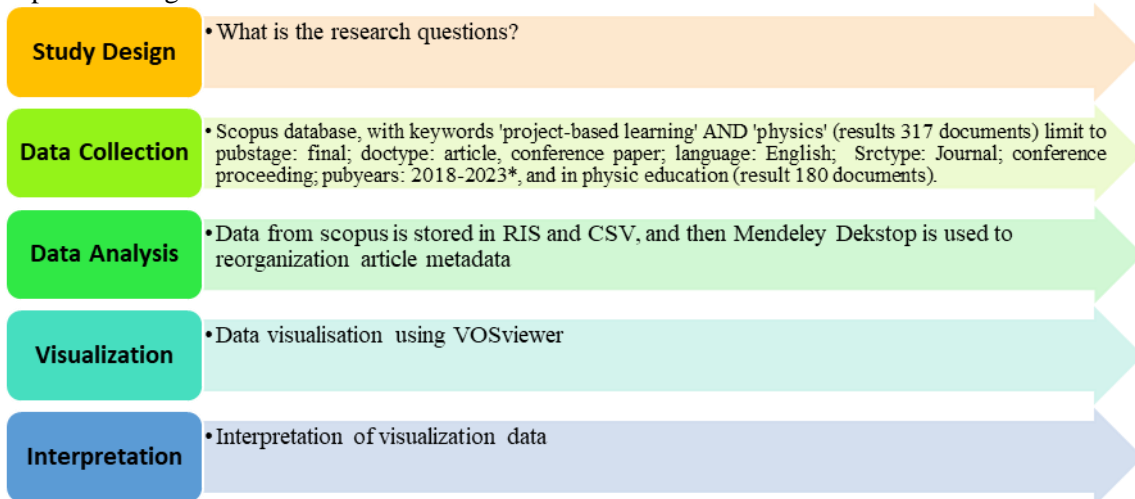 Study Design
•What is the research questions?
Data Collection
•Scopus database, with keywords 'project-based learning' AND 'physics' (results 317 documents) limit to
pubstage: final; doctype: article, conference paper; language: English; Srctype: Journal; conference
proceeding; pubyears: 2018-2023*, and in physic education (result 180 documents).
Data Analysis
•Data from scopus is stored in RIS and CSV, and then Mendeley Dekstop is used to
reorganization article metadata
Visualization
•Data visualisation using VOSviewer
Interpretation
•Interpretation of visualization data